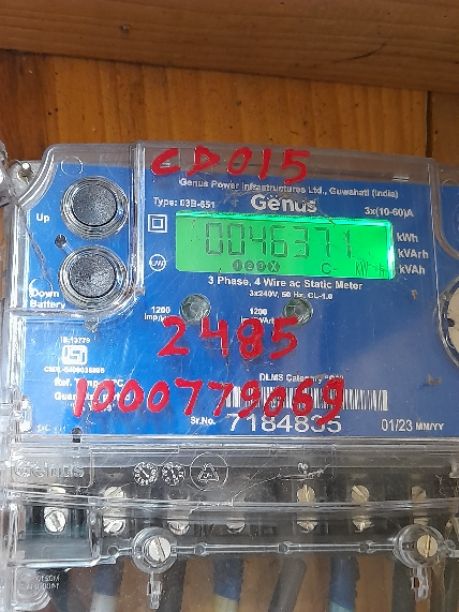 CD015
Genus Power Infrastructures Ltd., Guwahati (India)
Type: 03B-651
Genus
3x(10-60)A
Up
0046371
kWh
kVArh
kVAh
C-
3 Phase, 4 Wire ac Static Meter
3x240V, 50 Hz, CL-1.0
Down
Battery
1200
1200
2485
DLMS
1000779069
Sr.No. 7184835
01/23 MM/YY
Genus